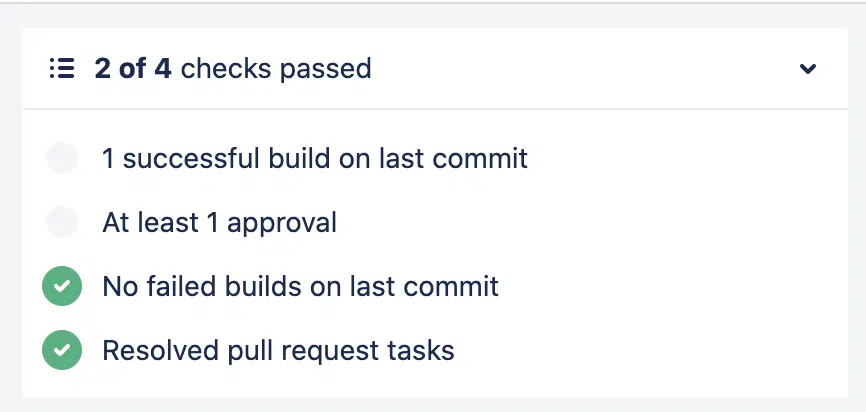 2 of 4 checks passed
1 successful build on last commit
At least 1 approval
No failed builds on last commit
Resolved pull request tasks